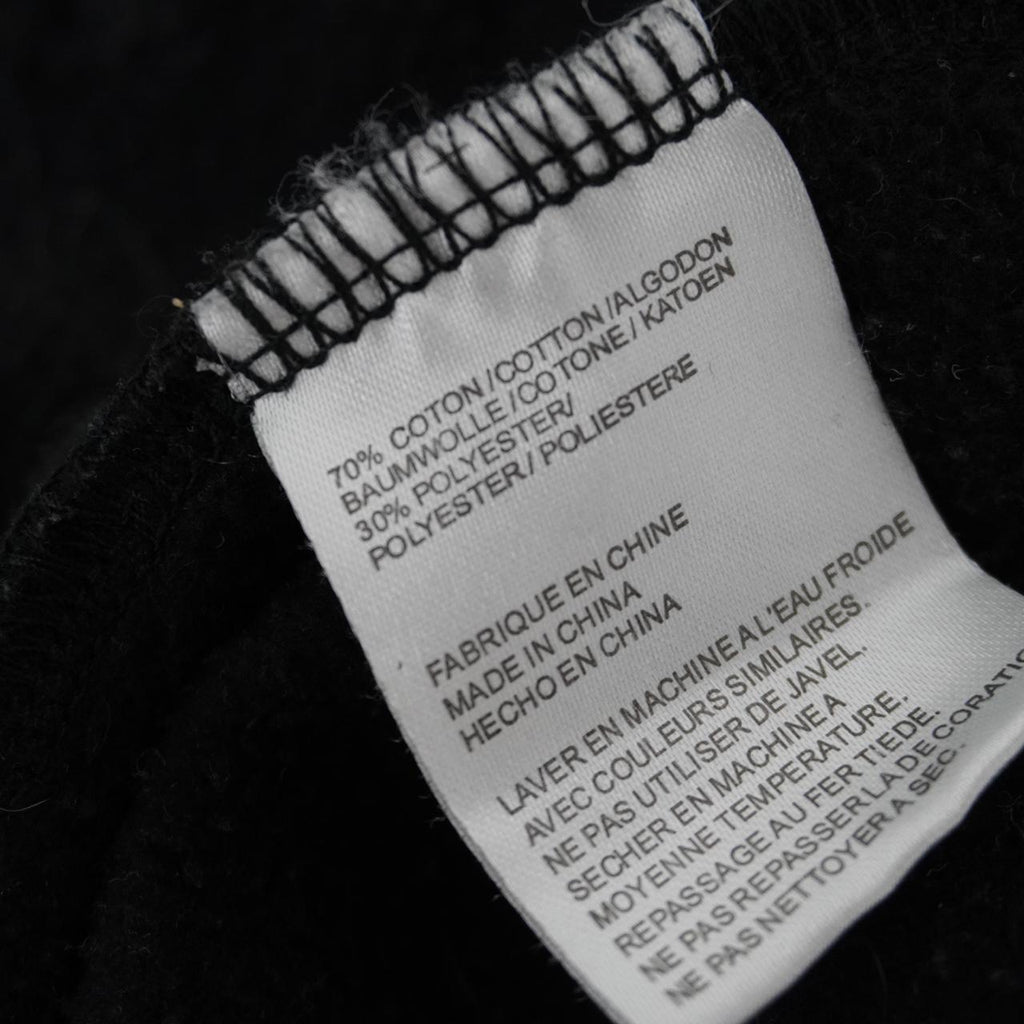 70% COTON /COTTON /ALGODON
BAUMWOLLE /COTONE / KATOEN
30% POLYESTER/
POLYESTER / POLIESTERE
FABRIQUE EN CHINE
MADE IN CHINA
HECHO EN CHINA
LAVER EN MACHINE A L'EAU FROIDE
AVEC COULEURS SIMILAIRES.
NE PAS UTILISER DE JAVEL.
SECHER EN MACHINE A
MOYENNE TEMPERATURE.
REPASSAGE AU FER TIEDE.
NE PAS REPASSER LA DECORATIO
NE PAS NETTOYER A SEC.